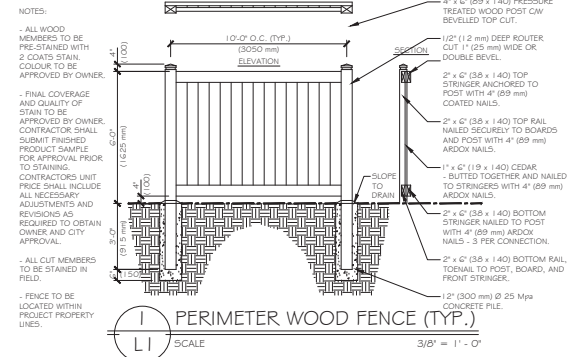 NOTES:
- ALL WOOD
MEMBERS TO BE
PRE-STAINED WITH
2 COATS STAIN.
COLOUR TO BE
APPROVED BY OWNER.
- FINAL COVERAGE
AND QUALITY OF
STAIN TO BE
APPROVED BY OWNER.
CONTRACTOR SHALL
SUBMIT FINISHED
PRODUCT SAMPLE
FOR APPROVAL PRIOR
TO STAINING.
CONTRACTORS UNIT
PRICE SHALL INCLUDE
ALL NECESSARY
ADJUSTMENTS AND
REVISIONS AS
REQUIRED TO OBTAIN
OWNER AND CITY
APPROVAL.
- ALL CUT MEMBERS
TO BE STAINED IN
FIELD.
- FENCE TO BE
LOCATED WITHIN
PROJECT PROPERTY
LINES.
10'-0" O.C. (TYP.)
(3050 mm)
ELEVATION
SECTION
4"
(100)
6'-0"
(1625 mm)
4"
(100)
3'-0"
(915 mm)
6"
(150)
SLOPE
TO
DRAIN
4" x 6" (89 x 140) PRESSURE
TREATED WOOD POST C/W
BEVELLED TOP CUT.
1/2" (12 mm) DEEP ROUTER
CUT 1" (25 mm) WIDE OR
DOUBLE BEVEL.
2" x 6" (38 x 140) TOP
STRINGER ANCHORED TO
POST WITH 4" (89 mm)
COATED NAILS.
2" x 6" (38 x 140) TOP RAIL
NAILED SECURELY TO BOARDS
AND POST WITH 4" (89 mm)
ARDOX NAILS.
1" x 6" (19 x 140) CEDAR
- BUTTED TOGETHER AND NAILED
TO STRINGERS WITH 4" (89 mm)
ARDOX NAILS.
2" x 6" (38 x 140) BOTTOM
STRINGER NAILED TO POST
WITH 4" (89 mm) ARDOX
NAILS - 3 PER CONNECTION.
2" x 6" (38 x 140) BOTTOM RAIL,
TOENAIL TO POST, BOARD, AND
FRONT STRINGER.
12" (300 mm) Ø 25 Mpa
CONCRETE PILE.
1
L1
PERIMETER WOOD FENCE (TYP.)
SCALE 3/8" = 1' - 0"